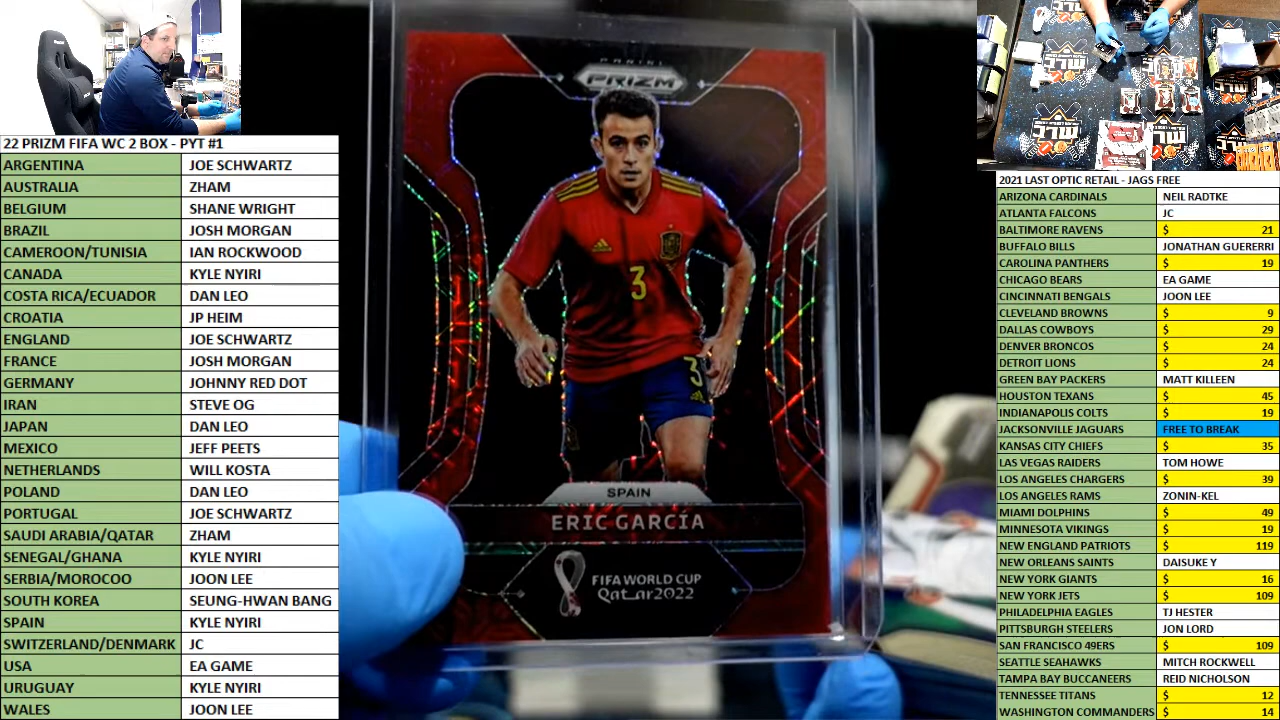 22 PRIZM FIFA WC 2 BOX - PYT #1
ARGENTINA JOE SCHWARTZ
AUSTRALIA ZHAM
BELGIUM SHANE WRIGHT
BRAZIL JOSH MORGAN
CAMEROON/TUNISIA IAN ROCKWOOD
CANADA KYLE NYIRI
COSTA RICA/ECUADOR DAN LEO
CROATIA JP HEIM
ENGLAND JOE SCHWARTZ
FRANCE JOSH MORGAN
GERMANY JOHNNY RED DOT
IRAN STEVE OG
JAPAN DAN LEO
MEXICO JEFF PEETS
NETHERLANDS WILL KOSTA
POLAND DAN LEO
PORTUGAL JOE SCHWARTZ
SAUDI ARABIA/QATAR ZHAM
SENEGAL/GHANA KYLE NYIRI
SERBIA/MOROCOO JOON LEE
SOUTH KOREA SEUNG-HWAN BANG
SPAIN KYLE NYIRI
SWITZERLAND/DENMARK JC
USA EA GAME
URUGUAY KYLE NYIRI
WALES JOON LEE
PANINI
PRIZM
3
3
SPAIN
ERIC GARCÍA
FIFA WORLD CUP
Qatar2022
MLC
MLC
2021 LAST OPTIC RETAIL - JAGS FREE
ARIZONA CARDINALS NEIL RADTKE
ATLANTA FALCONS JC
BALTIMORE RAVENS $ 21
BUFFALO BILLS JONATHAN GUERERRI
CAROLINA PANTHERS $ 19
CHICAGO BEARS EA GAME
CINCINNATI BENGALS JOON LEE
CLEVELAND BROWNS $ 9
DALLAS COWBOYS $ 29
DENVER BRONCOS $ 24
DETROIT LIONS $ 24
GREEN BAY PACKERS MATT KILLEEN
HOUSTON TEXANS $ 45
INDIANAPOLIS COLTS $ 19
JACKSONVILLE JAGUARS FREE TO BREAK
KANSAS CITY CHIEFS $ 35
LAS VEGAS RAIDERS TOM HOWE
LOS ANGELES CHARGERS $ 39
LOS ANGELES RAMS ZONIN-KEL
MIAMI DOLPHINS $ 49
MINNESOTA VIKINGS $ 19
NEW ENGLAND PATRIOTS $ 119
NEW ORLEANS SAINTS DAISUKE Y
NEW YORK GIANTS $ 16
NEW YORK JETS $ 109
PHILADELPHIA EAGLES TJ HESTER
PITTSBURGH STEELERS JON LORD
SAN FRANCISCO 49ERS $ 109
SEATTLE SEAHAWKS MITCH ROCKWELL
TAMPA BAY BUCCANEERS REID NICHOLSON
TENNESSEE TITANS $ 12
WASHINGTON COMMANDERS $ 14